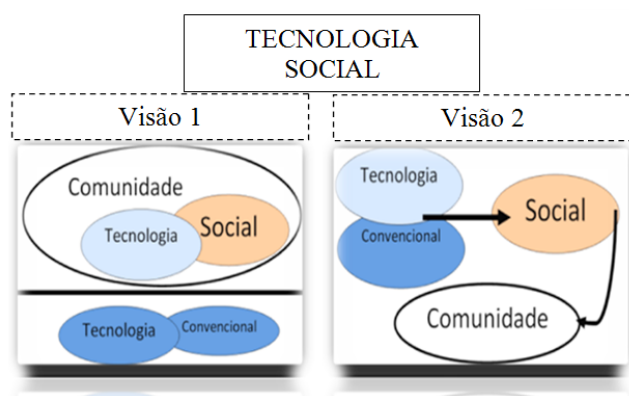 TECNOLOGIA
SOCIAL
Visão 1
Visão 2
Comunidade
Social
Tecnologia
Tecnologia
Convencional
Tecnologia
Convencional
Social
Comunidade